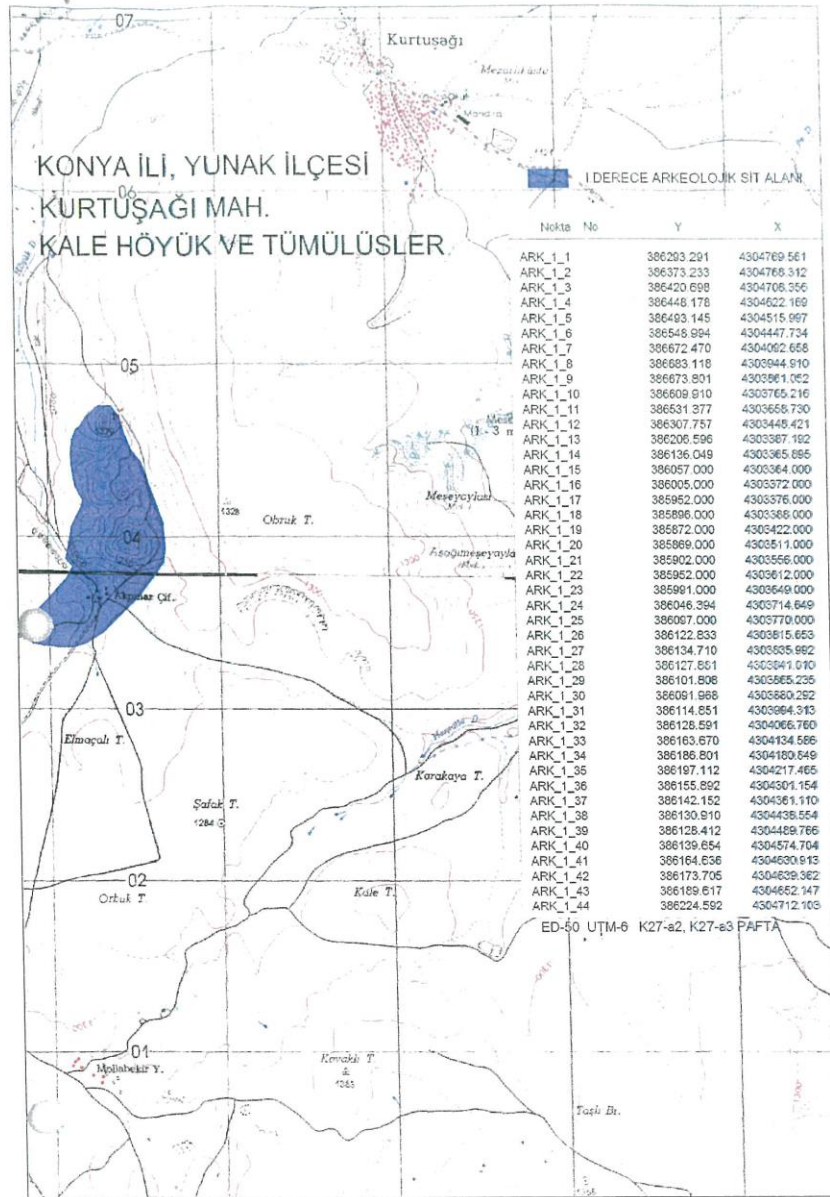 07
Kurtuşağı
Mandıra
KONYA İLİ, YUNAK İLÇESİ
06
KURTUŞAĞI MAH.
KALE HÖYÜK VE TÜMÜLÜSLER
I DERECE ARKEOLOJİK SİT ALANI
Nokta No Y X
ARK_1_1 386293.291 4304769.561
ARK_1_2 386373.233 4304768.312
ARK_1_3 386420.698 4304706.356
ARK_1_4 386448.178 4304622.169
ARK_1_5 386493.145 4304515.997
ARK_1_6 386548.994 4304447.734
ARK_1_7 386672.470 4304092.658
ARK_1_8 386683.118 4303944.910
ARK_1_9 386673.801 4303861.052
ARK_1_10 386609.910 4303765.216
ARK_1_11 386531.377 4303658.730
ARK_1_12 386307.757 4303445.421
ARK_1_13 386206.596 4303387.192
ARK_1_14 386136.049 4303365.895
ARK_1_15 386057.000 4303364.000
ARK_1_16 386005.000 4303372.000
ARK_1_17 385952.000 4303376.000
ARK_1_18 385896.000 4303388.000
ARK_1_19 385872.000 4303422.000
ARK_1_20 385869.000 4303511.000
ARK_1_21 385902.000 4303556.000
ARK_1_22 385952.000 4303612.000
ARK_1_23 385991.000 4303649.000
ARK_1_24 386046.394 4303714.649
ARK_1_25 386097.000 4303770.000
ARK_1_26 386122.833 4303815.653
ARK_1_27 386134.710 4303835.992
ARK_1_28 386127.851 4303841.010
ARK_1_29 386101.808 4303865.235
ARK_1_30 386091.968 4303880.292
ARK_1_31 386114.851 4303994.313
ARK_1_32 386128.591 4304066.760
ARK_1_33 386163.670 4304134.586
ARK_1_34 386186.801 4304180.849
ARK_1_35 386197.112 4304217.465
ARK_1_36 386155.892 4304301.154
ARK_1_37 386142.152 4304361.110
ARK_1_38 386130.910 4304438.554
ARK_1_39 386128.412 4304489.766
ARK_1_40 386139.654 4304574.704
ARK_1_41 386164.636 4304630.913
ARK_1_42 386173.705 4304639.362
ARK_1_43 386189.617 4304652.147
ARK_1_44 386224.592 4304712.103
ED-50 UTM-6 K27-a2, K27-a3 PAFTA
05
Meşeyaylası
1328
Obruk T.
04
Akpınar Çif.
1300
03
Elmaçalı T.
Karakaya T.
Şafak T.
1284
02
Orbuk T.
Kale T.
01
Mollabekir Y.
Kavaklı T.
Taşlı Br.